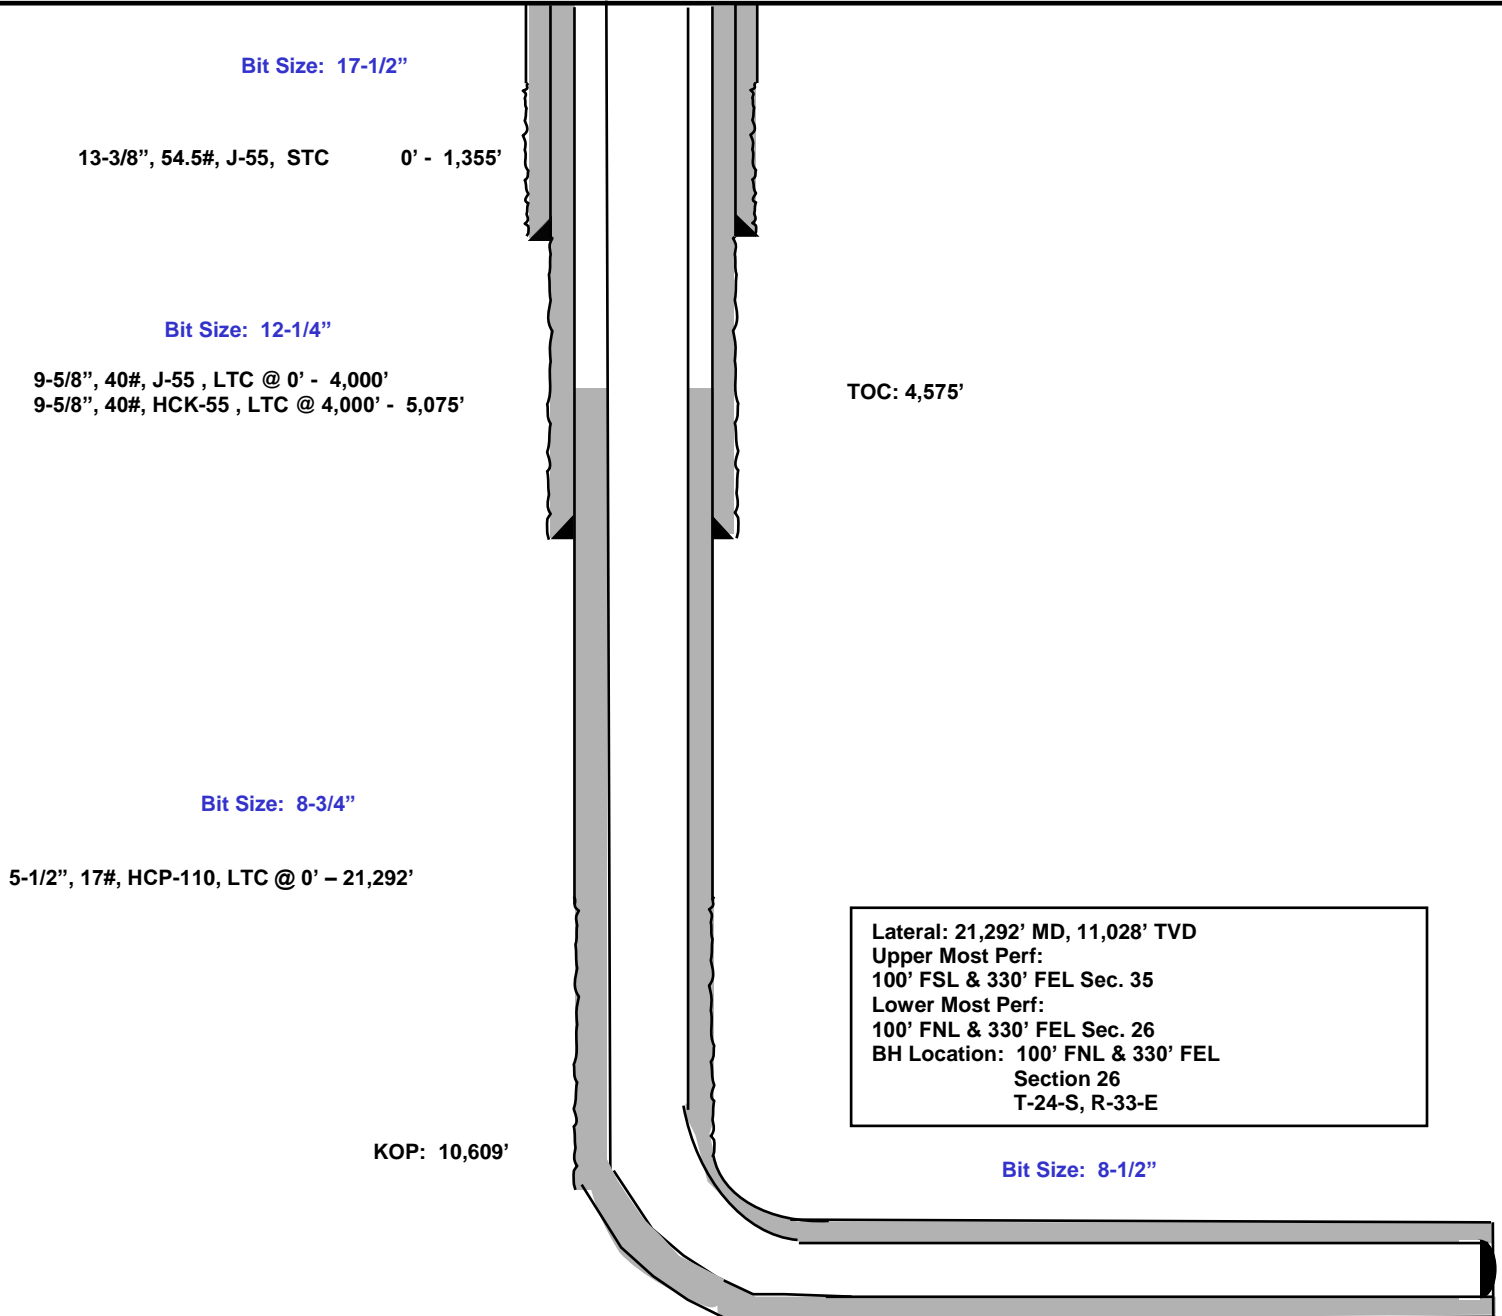 Bit Size: 17-1/2”
13-3/8”, 54.5#, J-55, STC 0’ - 1,355’
Bit Size: 12-1/4”
9-5/8”, 40#, J-55 , LTC @ 0’ - 4,000’
9-5/8”, 40#, HCK-55 , LTC @ 4,000’ - 5,075’
TOC: 4,575’
Bit Size: 8-3/4”
5-1/2”, 17#, HCP-110, LTC @ 0’ – 21,292’
Lateral: 21,292’ MD, 11,028’ TVD
Upper Most Perf:
100’ FSL & 330’ FEL Sec. 35
Lower Most Perf:
100’ FNL & 330’ FEL Sec. 26
BH Location: 100’ FNL & 330’ FEL
Section 26
T-24-S, R-33-E
KOP: 10,609’
Bit Size: 8-1/2”